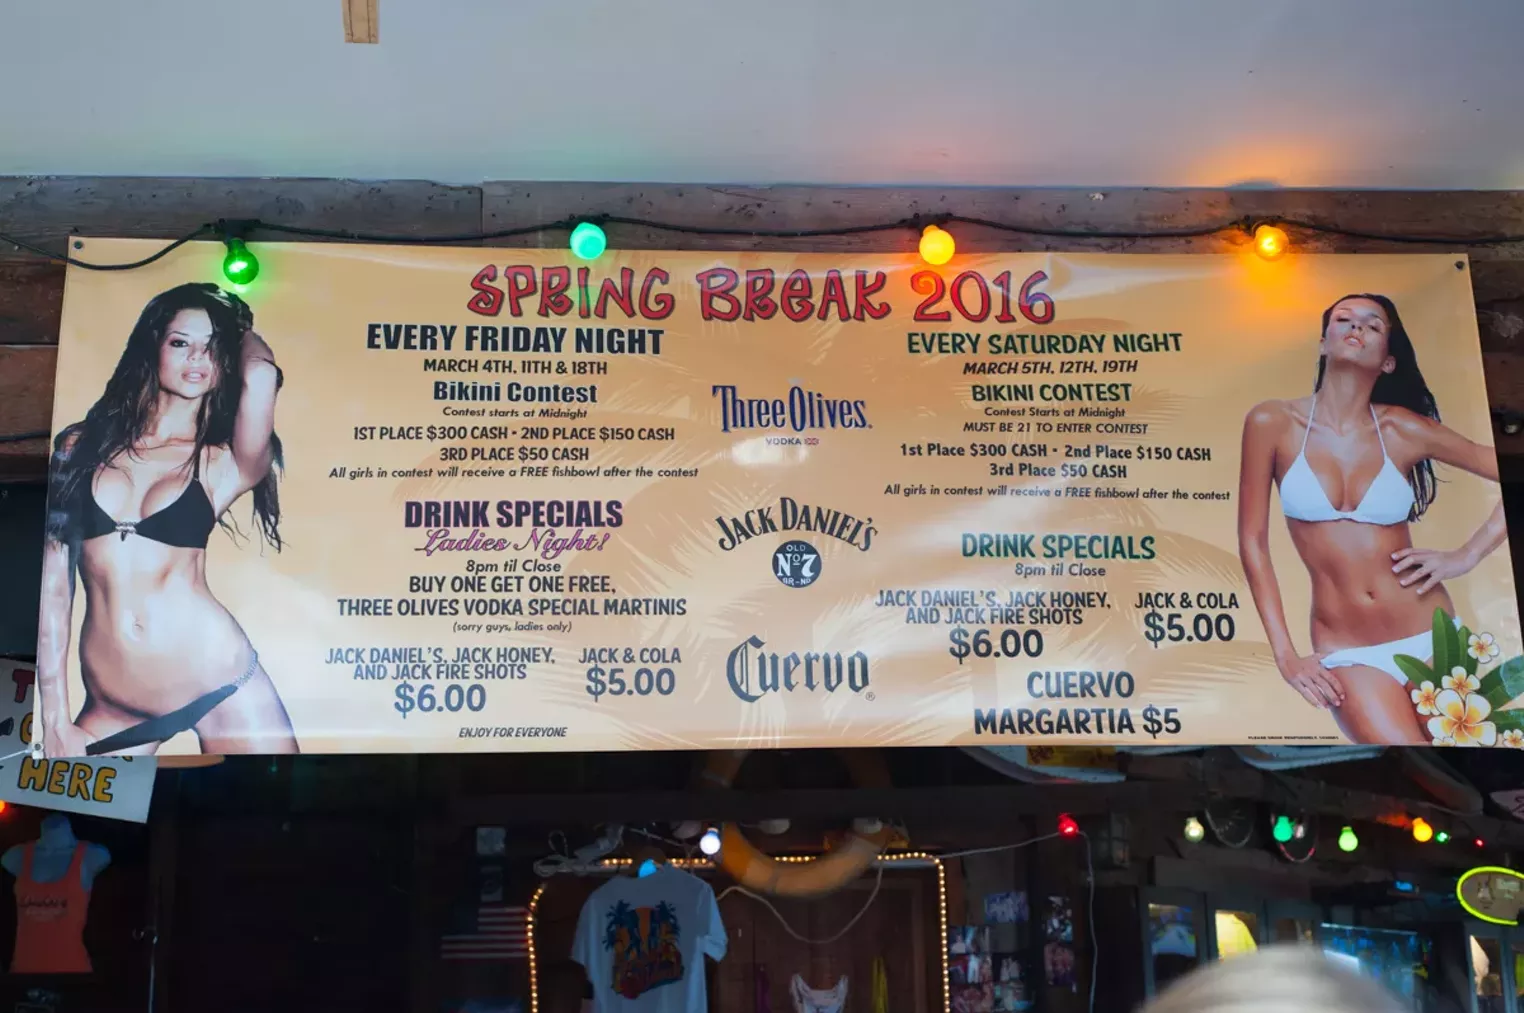 SPRING BREAK 2016
EVERY FRIDAY NIGHT
MARCH 4TH, 11TH & 18TH
Bikini Contest
Contest starts at Midnight
1ST PLACE $300 CASH • 2ND PLACE $150 CASH
3RD PLACE $50 CASH
All girls in contest will receive a FREE fishbowl after the contest
DRINK SPECIALS
Ladies Night!
8pm til Close
BUY ONE GET ONE FREE,
THREE OLIVES VODKA SPECIAL MARTINIS
(sorry guys, ladies only)
JACK DANIEL'S, JACK HONEY,
AND JACK FIRE SHOTS
$6.00
JACK & COLA
$5.00
ENJOY FOR EVERYONE
Three Olives®
VODKA
JACK DANIEL'S
OLD
Nº7
BR-ND
Cuervo®
EVERY SATURDAY NIGHT
MARCH 5TH, 12TH, 19TH
BIKINI CONTEST
Contest Starts at Midnight
MUST BE 21 TO ENTER CONTEST
1st Place $300 CASH • 2nd Place $150 CASH
3rd Place $50 CASH
All girls in contest will receive a FREE fishbowl after the contest
DRINK SPECIALS
8pm til Close
JACK DANIEL'S, JACK HONEY,
AND JACK FIRE SHOTS
$6.00
JACK & COLA
$5.00
CUERVO
MARGARTIA $5
HERE